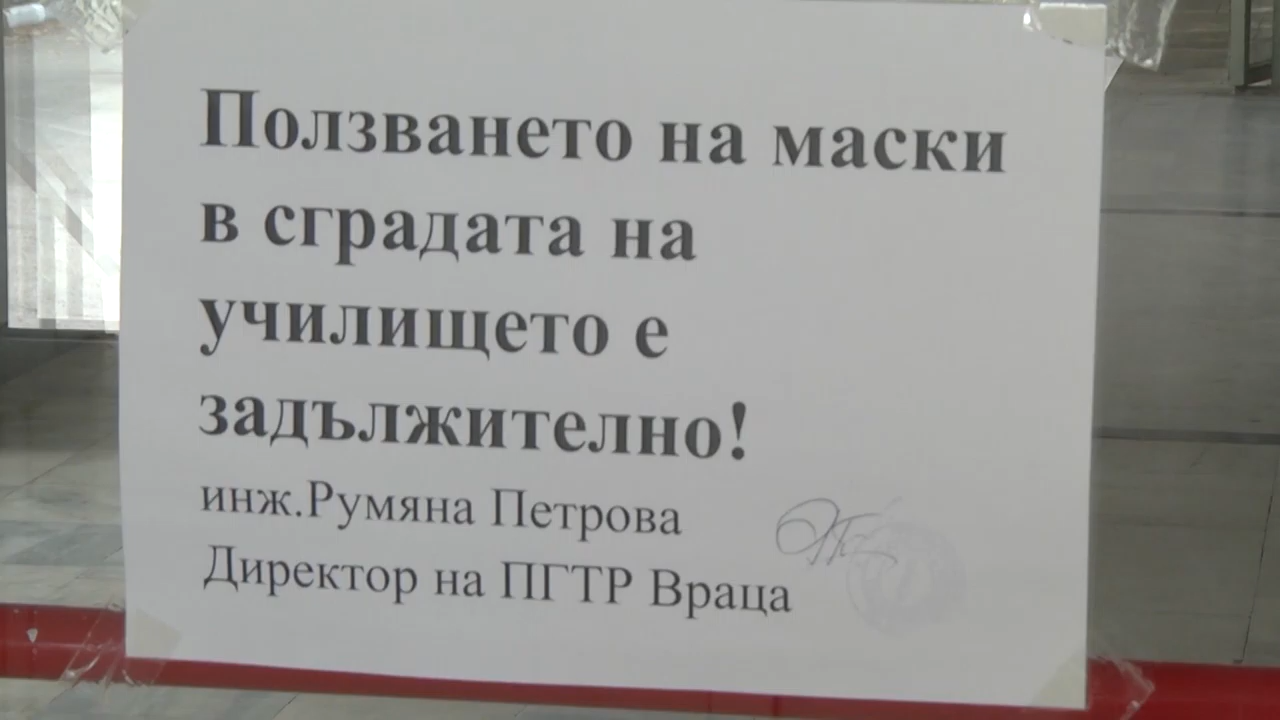 Ползването на маски
в сградата на
училището е
задължително!
инж.Румяна Петрова
Директор на ПГТР Враца